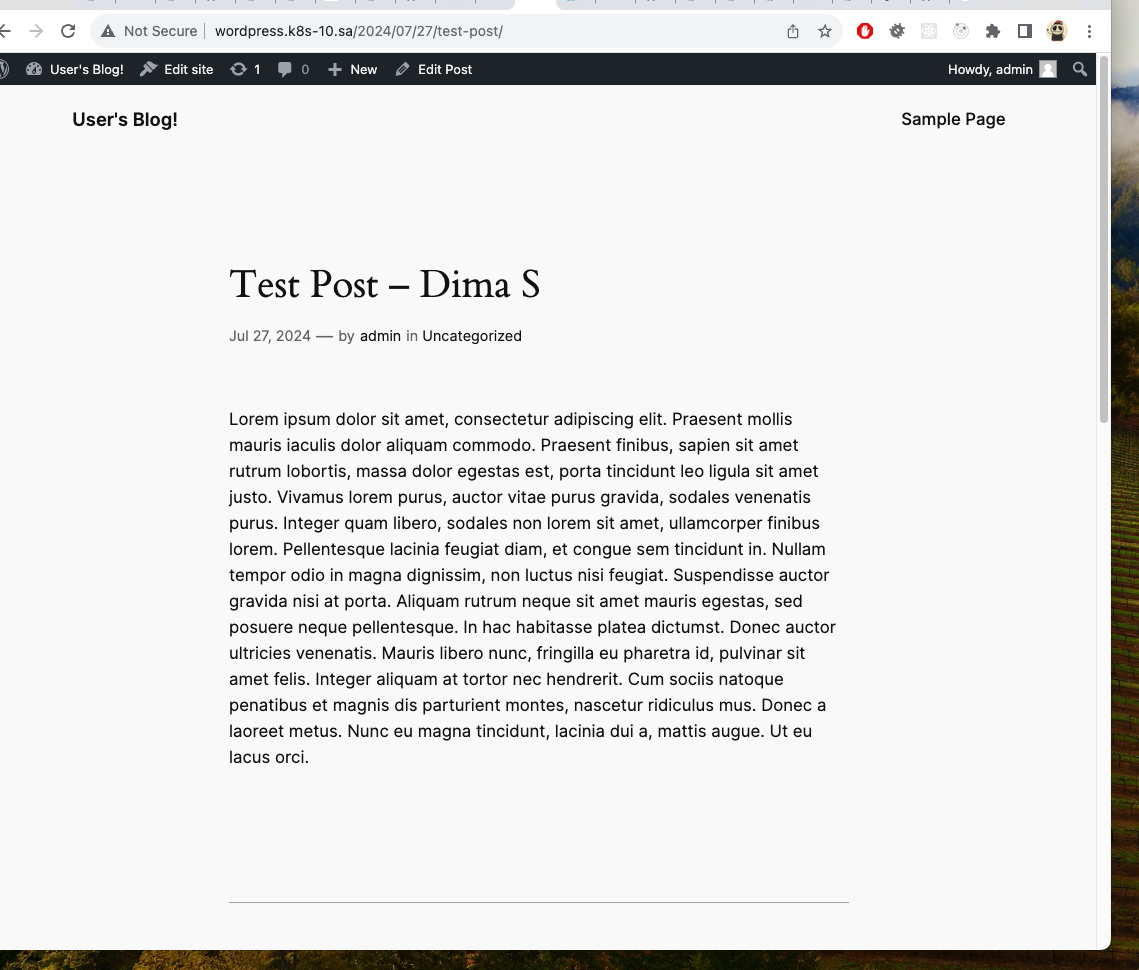 Not Secure wordpress.k8s-10.sa/2024/07/27/test-post/
User's Blog! Edit site 1 0 New Edit Post Howdy, admin
User's Blog! Sample Page
Test Post – Dima S
Jul 27, 2024 — by admin in Uncategorized
Lorem ipsum dolor sit amet, consectetur adipiscing elit. Praesent mollis
mauris iaculis dolor aliquam commodo. Praesent finibus, sapien sit amet
rutrum lobortis, massa dolor egestas est, porta tincidunt leo ligula sit amet
justo. Vivamus lorem purus, auctor vitae purus gravida, sodales venenatis
purus. Integer quam libero, sodales non lorem sit amet, ullamcorper finibus
lorem. Pellentesque lacinia feugiat diam, et congue sem tincidunt in. Nullam
tempor odio in magna dignissim, non luctus nisi feugiat. Suspendisse auctor
gravida nisi at porta. Aliquam rutrum neque sit amet mauris egestas, sed
posuere neque pellentesque. In hac habitasse platea dictumst. Donec auctor
ultricies venenatis. Mauris libero nunc, fringilla eu pharetra id, pulvinar sit
amet felis. Integer aliquam at tortor nec hendrerit. Cum sociis natoque
penatibus et magnis dis parturient montes, nascetur ridiculus mus. Donec a
laoreet metus. Nunc eu magna tincidunt, lacinia dui a, mattis augue. Ut eu
lacus orci.